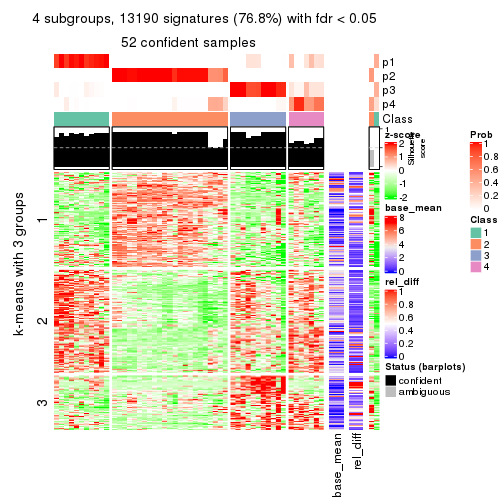 4 subgroups, 13190 signatures (76.8%) with fdr < 0.05
52 confident samples
p1
p2
p3
p4
Class
1
Silhouette
score
k-means with 3 groups
1
2
3
base_mean
rel_diff
z-score
2
1
0
-1
-2
base_mean
8
6
4
2
0
rel_diff
1
0.8
0.6
0.4
0.2
0
Status (barplots)
confident
ambiguous
Prob
1
0.8
0.6
0.4
0.2
0
Class
1
2
3
4